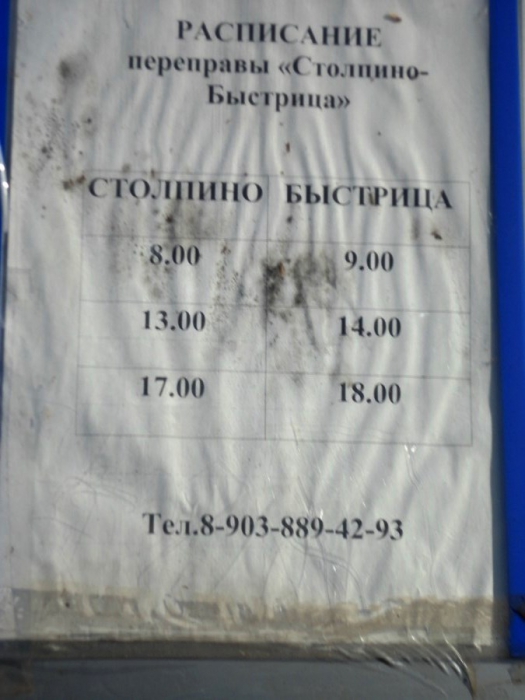 РАСПИСАНИЕ
переправы «Столпино-
Быстрица»
СТОЛПИНО БЫСТРИЦА
8.00 9.00
13.00 14.00
17.00 18.00
Тел.8-903-889-42-93